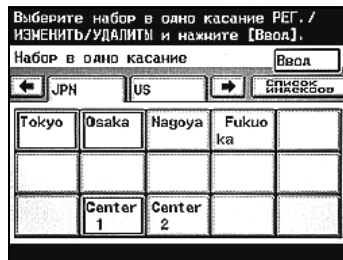 Выберите набор в одно касание РЕГ./
ИЗМЕНИТЬ/УДАЛИТЫ и нажмите [Ввод].
Набор в одно касание
Ввод
JPN
US
СПИСОК
ИНДЕКСОВ
Tokyo
Osaka
Nagoya
Fukuo
ka
Center
1
Center
2